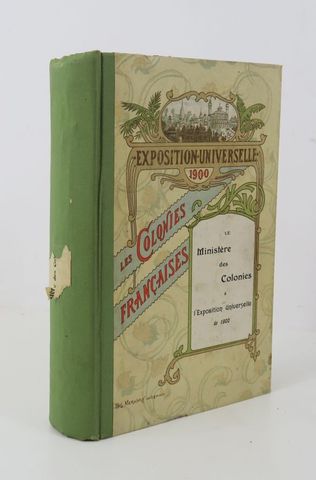 EXPOSITION-UNIVERSELLE
1900
LES COLONIES
FRANÇAISES
LE
Ministère
des
Colonies
à
l'Exposition Universelle
de 1900